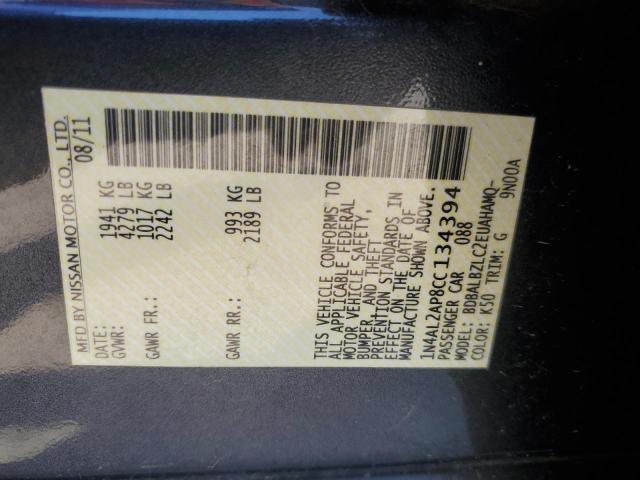 MFD BY NISSAN MOTOR CO., LTD.
DATE: 08/11
GVWR: 1941 KG
4279 LB
GAWR FR.: 1017 KG
2242 LB
GAWR RR.: 993 KG
2189 LB
THIS VEHICLE CONFORMS TO
ALL APPLICABLE FEDERAL
MOTOR VEHICLE SAFETY,
BUMPER, AND THEFT
PREVENTION STANDARDS IN
EFFECT ON THE DATE OF
MANUFACTURE SHOWN ABOVE.
1N4AL2AP8CC134394
PASSENGER CAR 088
MODEL: BDBALBZLC2EUAHAMQ-
COLOR: K50 TRIM: G 9N00A